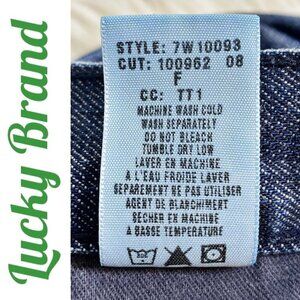 Lucky Brand
STYLE: 7W10093
CUT: 100962 08
F
CC: TT1
MACHINE WASH COLD
WASH SEPARATELY
DO NOT BLEACH
TUMBLE DRY LOW
LAVER EN MACHINE
A L'EAU FROIDE LAVER
SEPAREMENT NE PAS UTILISER
AGENT DE BLANCHIMENT
SECHER EN MACHINE
A BASSE TEMPERATURE